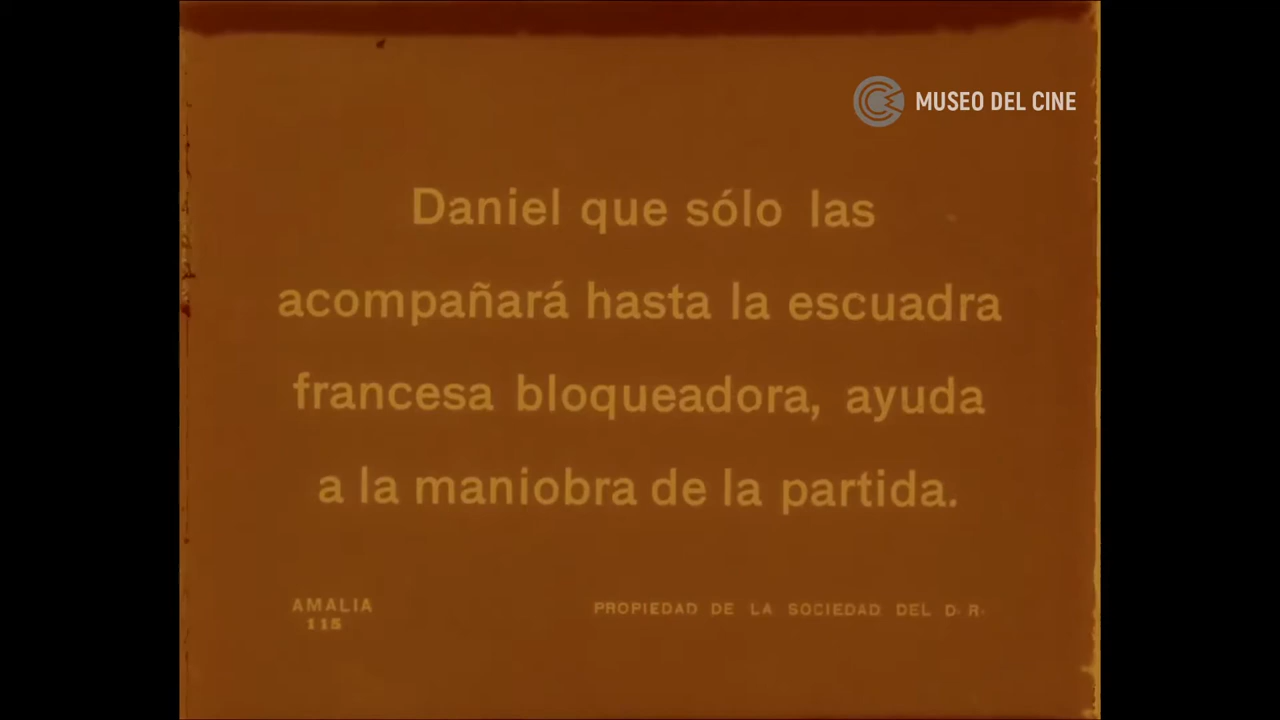 MUSEO DEL CINE
Daniel que sólo las
acompañará hasta la escuadra
francesa bloqueadora, ayuda
a la maniobra de la partida.
AMALIA
115
PROPIEDAD DE LA SOCIEDAD DEL D. R.